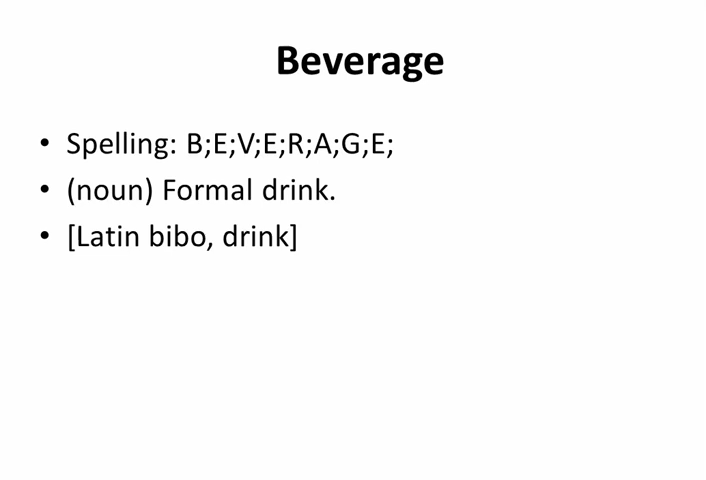 Beverage
• Spelling: B;E;V;E;R;A;G;E;
• (noun) Formal drink.
• [Latin bibo, drink]